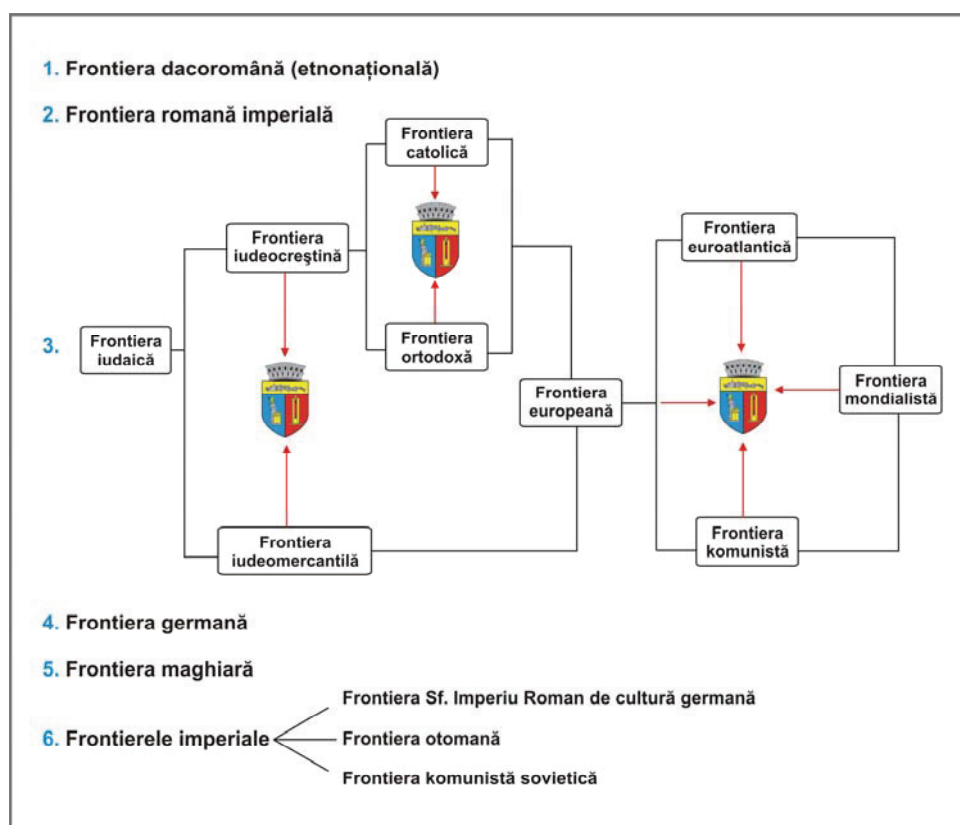 1. Frontiera dacoromână (etnonațională)
2. Frontiera romană imperială
Frontiera
catolică
Frontiera
iudeocreştină
Frontiera
euroatlantică
3.
Frontiera
iudaică
Frontiera
ortodoxă
Frontiera
europeană
Frontiera
mondialistă
Frontiera
iudeomercantilă
Frontiera
komunistă
4. Frontiera germană
5. Frontiera maghiară
6. Frontierele imperiale
Frontiera Sf. Imperiu Roman de cultură germană
Frontiera otomană
Frontiera komunistă sovietică